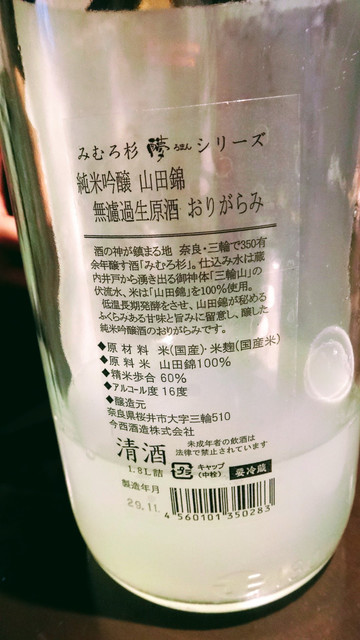 みむろ杉 夢 ろまん シリーズ
純米吟醸 山田錦
無濾過生原酒 おりがらみ
酒の神が鎮まる地 奈良・三輪で350有
余年醸す酒「みむろ杉」。仕込み水は蔵
内井戸から湧き出る御神体「三輪山」の
伏流水、米は「山田錦」を100%使用。
低温長期発酵をさせ、山田錦が秘める
ふくらみある甘味と旨みに留意し、醸した
純米吟醸酒のおりがらみです。
◆原材料 米(国産)・米麹(国産米)
◆原料米 山田錦100%
◆精米歩合 60%
◆アルコール度 16度
◆醸造元
奈良県桜井市大字三輪510
今西酒造株式会社
清酒 未成年者の飲酒は
法律で禁止されています
1.8L詰 キャップ
(中栓) 要冷蔵
製造年月
29.11
4 560101 350283